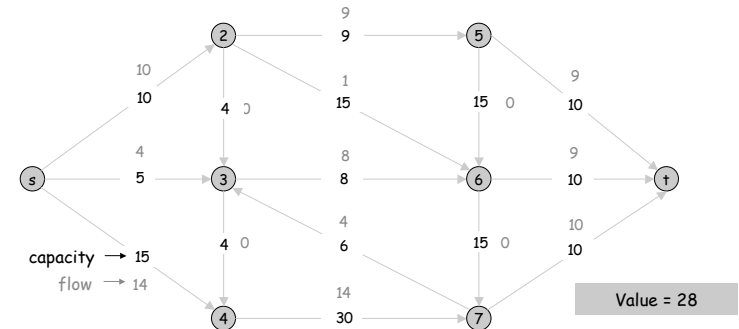 9
2 9 5
10 1 9
10 15 10
4 0 15 0
4 8 9
s 5 3 8 6 10 t
4
4 0 6 15 0 10
10
capacity → 15
flow → 14
14
4 30 7
Value = 28